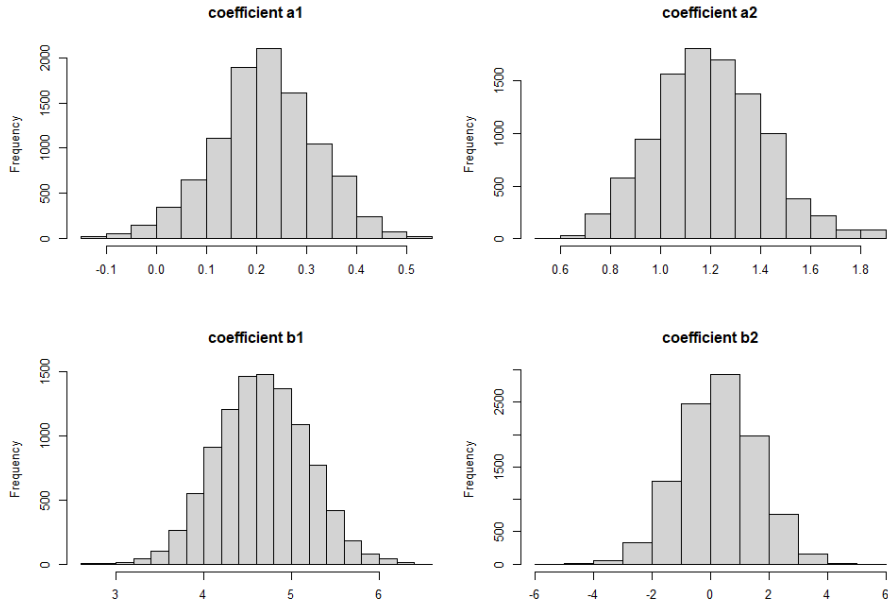 coefficient a1
Frequency
0 500 1000 1500 2000
-0.1 0.0 0.1 0.2 0.3 0.4 0.5
coefficient a2
Frequency
0 500 1000 1500
0.6 0.8 1.0 1.2 1.4 1.6 1.8
coefficient b1
Frequency
0 500 1000 1500
3 4 5 6
coefficient b2
Frequency
0 500 1500 2500
-6 -4 -2 0 2 4 6